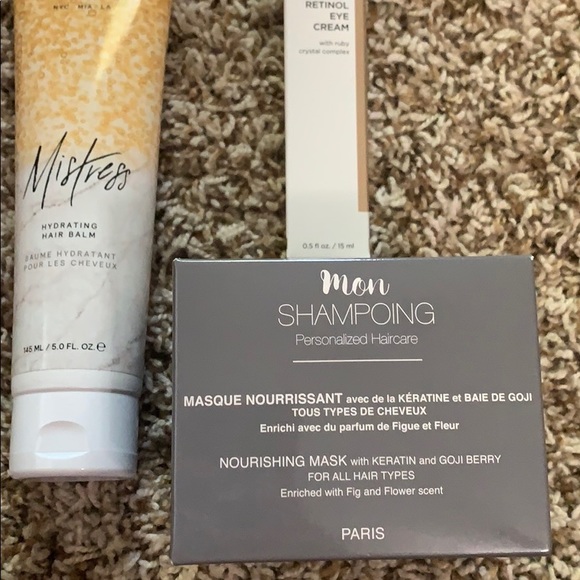 Mistress
HYDRATING
HAIR BALM
BAUME HYDRATANT
POUR LES CHEVEUX
145 ML / 5.0 FL. OZ. ℮
RETINOL
EYE
CREAM
with ruby
crystal complex
0.5 fl oz. / 15 ml
mon
SHAMPOING
Personalized Haircare
MASQUE NOURRISSANT avec de la KÉRATINE et BAIE DE GOJI
TOUS TYPES DE CHEVEUX
Enrichi avec du parfum de Figue et Fleur
NOURISHING MASK with KERATIN and GOJI BERRY
FOR ALL HAIR TYPES
Enriched with Fig and Flower scent
PARIS